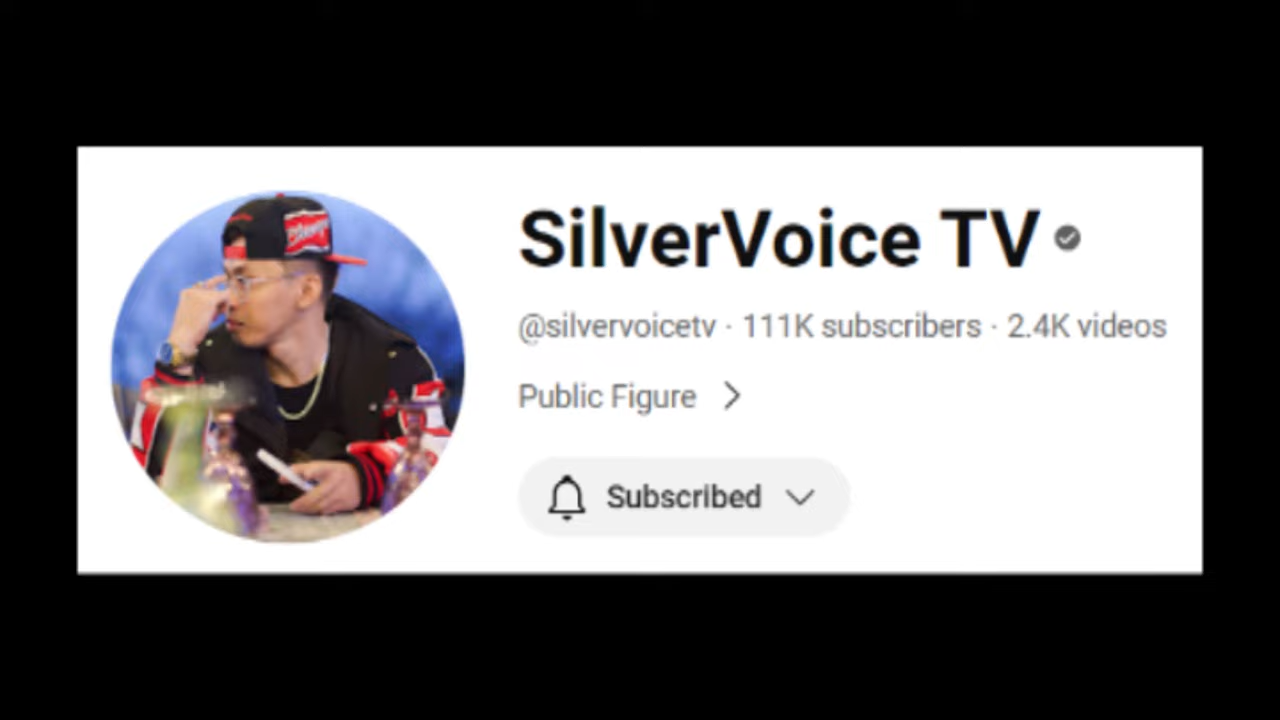 SilverVoice TV
@silvervoicetv · 111K subscribers · 2.4K videos
Public Figure
Subscribed